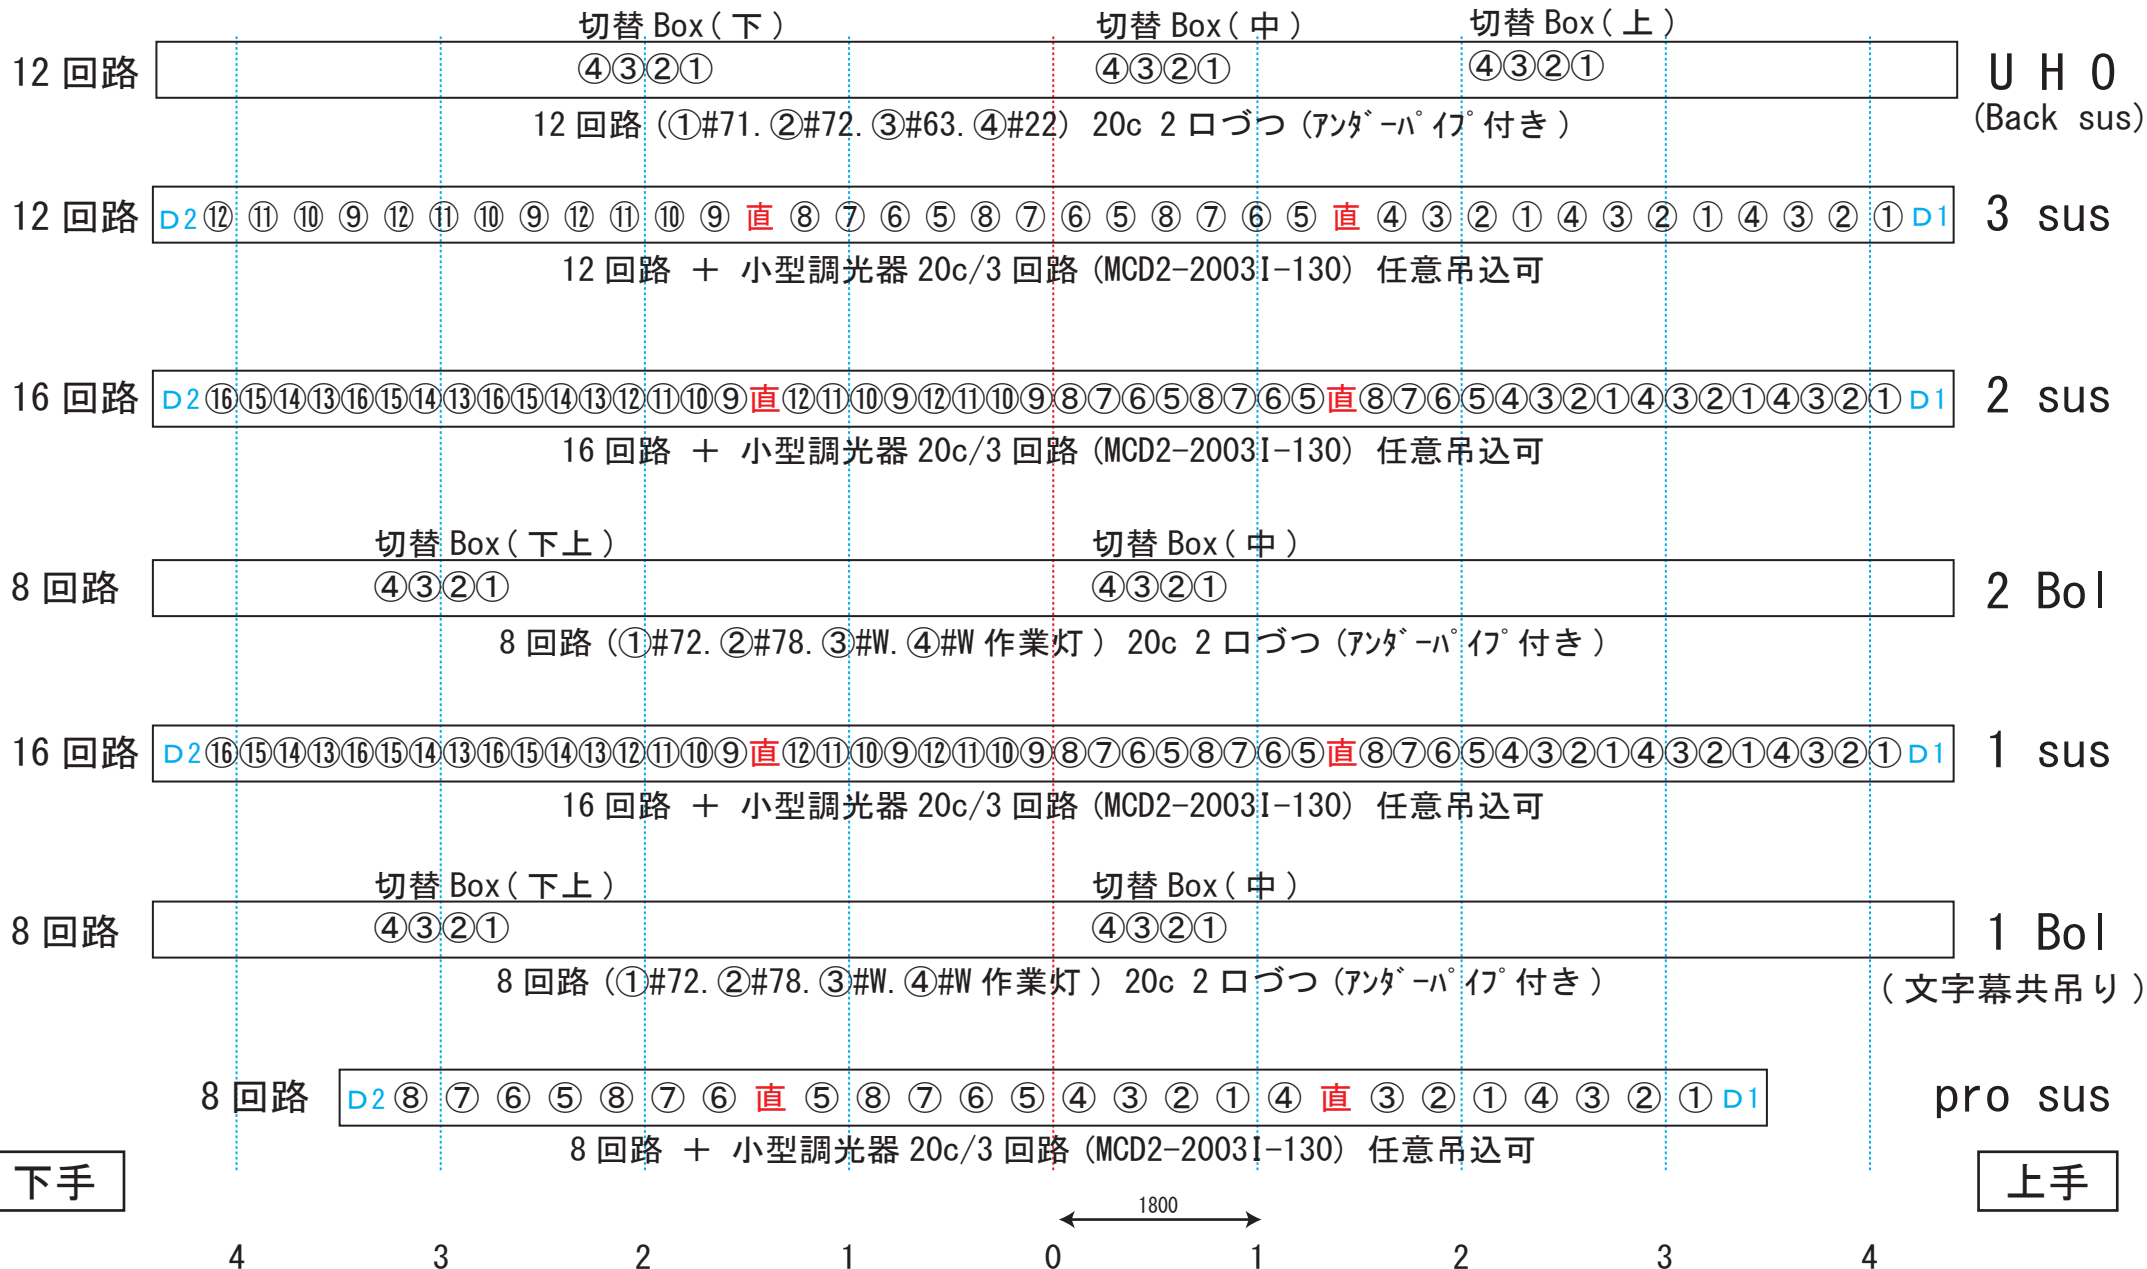 切替 Box( 下 ) 切替 Box( 中 ) 切替 Box( 上 )
12 回路 ④③②① ④③②① ④③②① U H O
12 回路 (①#71. ②#72. ③#63. ④#22) 20c 2 口づつ (ｱﾝﾀﾞｰﾊﾟｲﾌﾟ付き ) (Back sus)
12 回路 D2 ⑫ ⑪ ⑩ ⑨ ⑫ ⑪ ⑩ ⑨ ⑫ ⑪ ⑩ ⑨ 直 ⑧ ⑦ ⑥ ⑤ ⑧ ⑦ ⑥ ⑤ ⑧ ⑦ ⑥ ⑤ 直 ④ ③ ② ① ④ ③ ② ① ④ ③ ② ① D1 3 sus
12 回路 ＋ 小型調光器 20c/3 回路 (MCD2-2003I-130) 任意吊込可
16 回路 D2 ⑯⑮⑭⑬⑯⑮⑭⑬⑯⑮⑭⑬⑫⑪⑩⑨直⑫⑪⑩⑨⑫⑪⑩⑨⑧⑦⑥⑤⑧⑦⑥⑤直⑧⑦⑥⑤④③②①④③②①④③②① D1 2 sus
16 回路 ＋ 小型調光器 20c/3 回路 (MCD2-2003I-130) 任意吊込可
切替 Box( 下上 ) 切替 Box( 中 )
8 回路 ④③②① ④③②① 2 Bol
8 回路 (①#72. ②#78. ③#W. ④#W 作業灯 ) 20c 2 口づつ (ｱﾝﾀﾞｰﾊﾟｲﾌﾟ付き )
16 回路 D2 ⑯⑮⑭⑬⑯⑮⑭⑬⑯⑮⑭⑬⑫⑪⑩⑨直⑫⑪⑩⑨⑫⑪⑩⑨⑧⑦⑥⑤⑧⑦⑥⑤直⑧⑦⑥⑤④③②①④③②①④③②① D1 1 sus
16 回路 ＋ 小型調光器 20c/3 回路 (MCD2-2003I-130) 任意吊込可
切替 Box( 下上 ) 切替 Box( 中 )
8 回路 ④③②① ④③②① 1 Bol
8 回路 (①#72. ②#78. ③#W. ④#W 作業灯 ) 20c 2 口づつ (ｱﾝﾀﾞｰﾊﾟｲﾌﾟ付き ) ( 文字幕共吊り )
8 回路 D2 ⑧ ⑦ ⑥ ⑤ ⑧ ⑦ ⑥ 直 ⑤ ⑧ ⑦ ⑥ ⑤ ④ ③ ② ① ④ 直 ③ ② ① ④ ③ ② ① D1 pro sus
8 回路 ＋ 小型調光器 20c/3 回路 (MCD2-2003I-130) 任意吊込可
下手 上手
1800
4 3 2 1 0 1 2 3 4